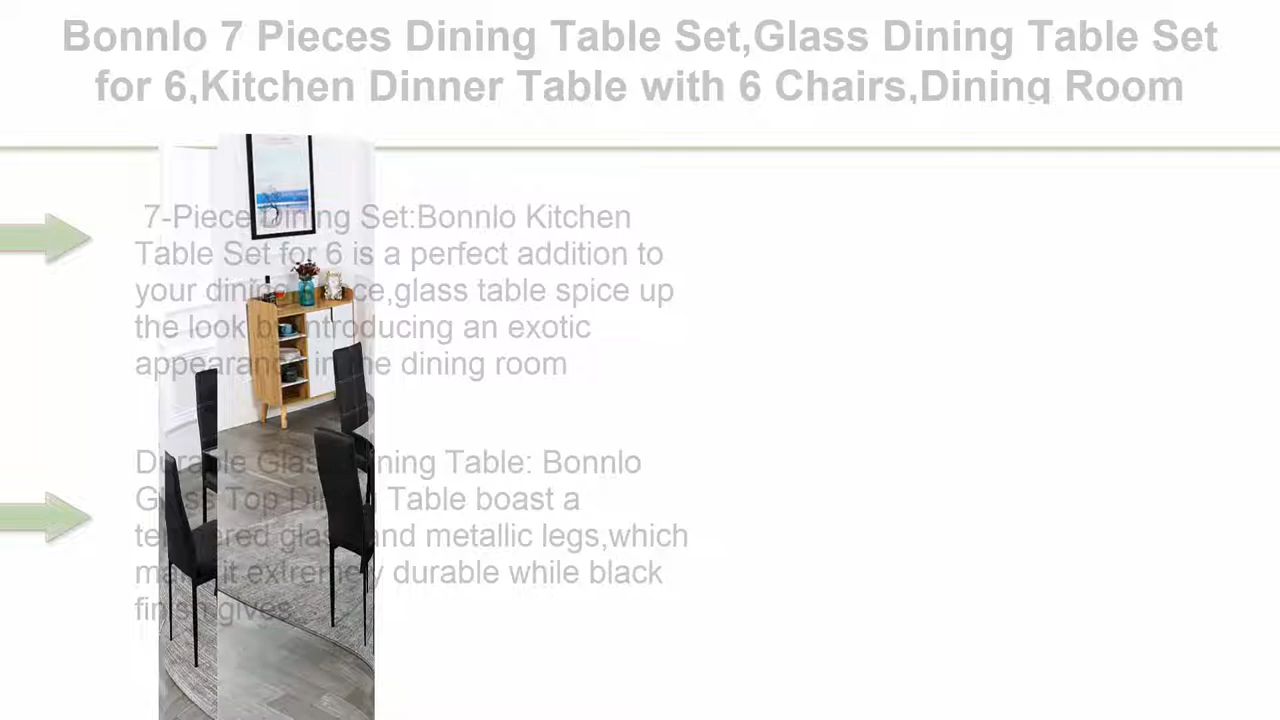 Bonnlo 7 Pieces Dining Table Set,Glass Dining Table Set
for 6,Kitchen Dinner Table with 6 Chairs,Dining Room
7-Piece Dining Set:Bonnlo Kitchen
Table Set for 6 is a perfect addition to
your dining space,glass table spice up
the look by introducing an exotic
appearance in the dining room
Durable Glass Dining Table: Bonnlo
Glass Top Dining Table boast a
tempered glass and metallic legs,which
make it extremely durable while black
finish gives